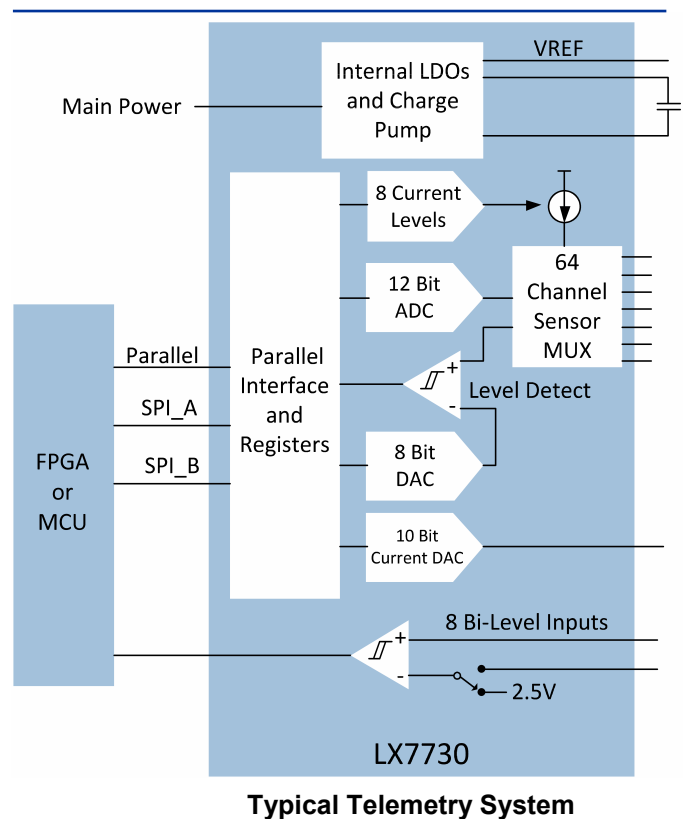 VREF
Internal LDOs
and Charge
Pump
Main Power
8 Current
Levels
64
Channel
Sensor
MUX
12 Bit
ADC
Parallel
SPI_A
SPI_B
Parallel
Interface
and
Registers
+
-
Level Detect
8 Bit
DAC
FPGA
or
MCU
10 Bit
Current DAC
8 Bi-Level Inputs
+
-
2.5V
LX7730
Typical Telemetry System